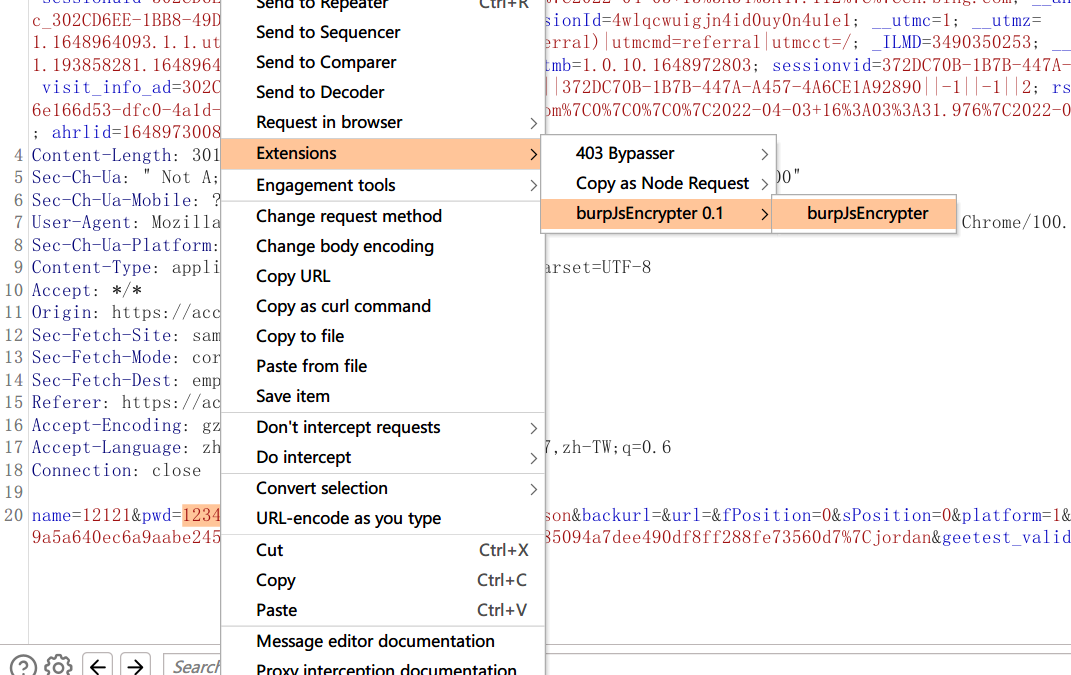 sessionid=302CD6E
c_302CD6EE-1BB8-49D
1.1648964093.1.1.ut
1.193858281.1648964
visit_info_ad=302C
6e166d53-dfc0-4a1d-
; ahrlid=1648973008
sionId=4wlqcwuigjn4id0uy0n4u1e1; __utmc=1; __utmz=
erral)|utmcmd=referral|utmcct=/; _ILMD=3490350253; __
tmb=1.0.10.1648972803; sessionvid=372DC70B-1B7B-447A-
||372DC70B-1B7B-447A-A457-4A6CE1A92890||-1||-1||2; rs
om%7C0%7C0%7C0%7C2022-04-03+16%3A03%3A31.976%7C2022-0
4 Content-Length: 301
5 Sec-Ch-Ua: " Not A;
00"
6 Sec-Ch-Ua-Mobile: ?
7 User-Agent: Mozilla
Chrome/100.
8 Sec-Ch-Ua-Platform:
9 Content-Type: appli
arset=UTF-8
10 Accept: */*
11 Origin: https://acc
12 Sec-Fetch-Site: sam
13 Sec-Fetch-Mode: cor
14 Sec-Fetch-Dest: emp
15 Referer: https://ac
16 Accept-Encoding: gz
17 Accept-Language: zh
7,zh-TW;q=0.6
18 Connection: close
19
20 name=12121&pwd=1234
son&backurl=&url=&fPosition=0&sPosition=0&platform=1&
9a5a640ec6a9aabe245
85094a7dee490df8ff288fe73560d7%7Cjordan&geetest_valid
Send to Repeater Ctrl+R
Send to Sequencer
Send to Comparer
Send to Decoder
Request in browser
Extensions
Engagement tools
Change request method
Change body encoding
Copy URL
Copy as curl command
Copy to file
Paste from file
Save item
Don't intercept requests
Do intercept
Convert selection
URL-encode as you type
Cut Ctrl+X
Copy Ctrl+C
Paste Ctrl+V
Message editor documentation
Proxy interception documentation
403 Bypasser
Copy as Node Request
burpJsEncrypter 0.1
burpJsEncrypter
Search